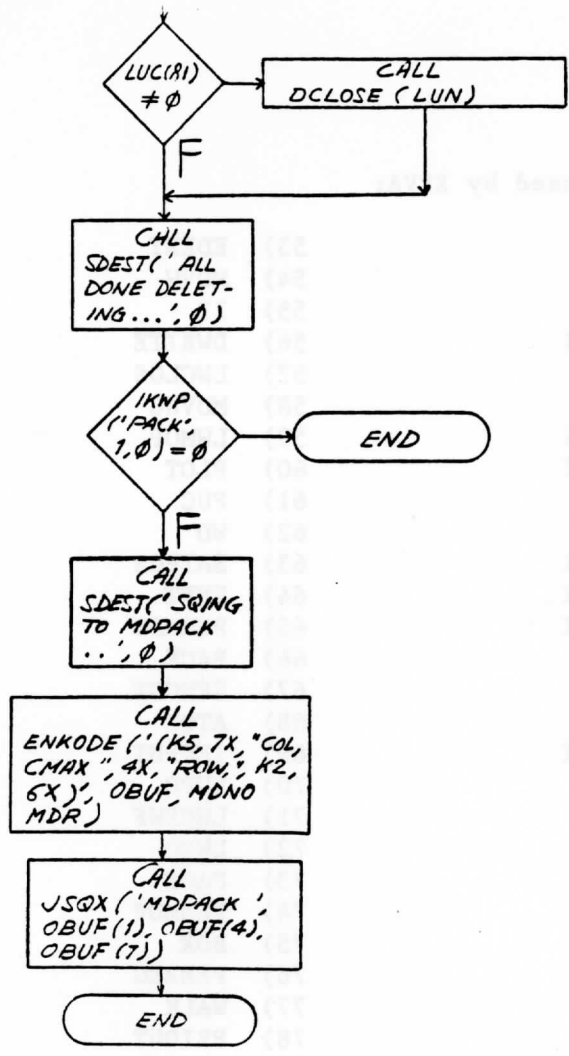 LUC(81)
≠ φ
CALL
DCLOSE (LUN)
F
CALL
SDEST(' ALL
DONE DELET-
ING ...', φ)
IKWP
('PACK',
1, φ) = φ
END
F
CALL
SDEST('SQING
TO MDPACK
..', φ)
CALL
ENKODE ('(K5, 7X, "COL,
CMAX ", 4X, "ROW,", K2,
6X)', OBUF, MDNO
MDR)
CALL
JSQX ('MDPACK ',
OBUF(1), OBUF(4),
OBUF(7))
END